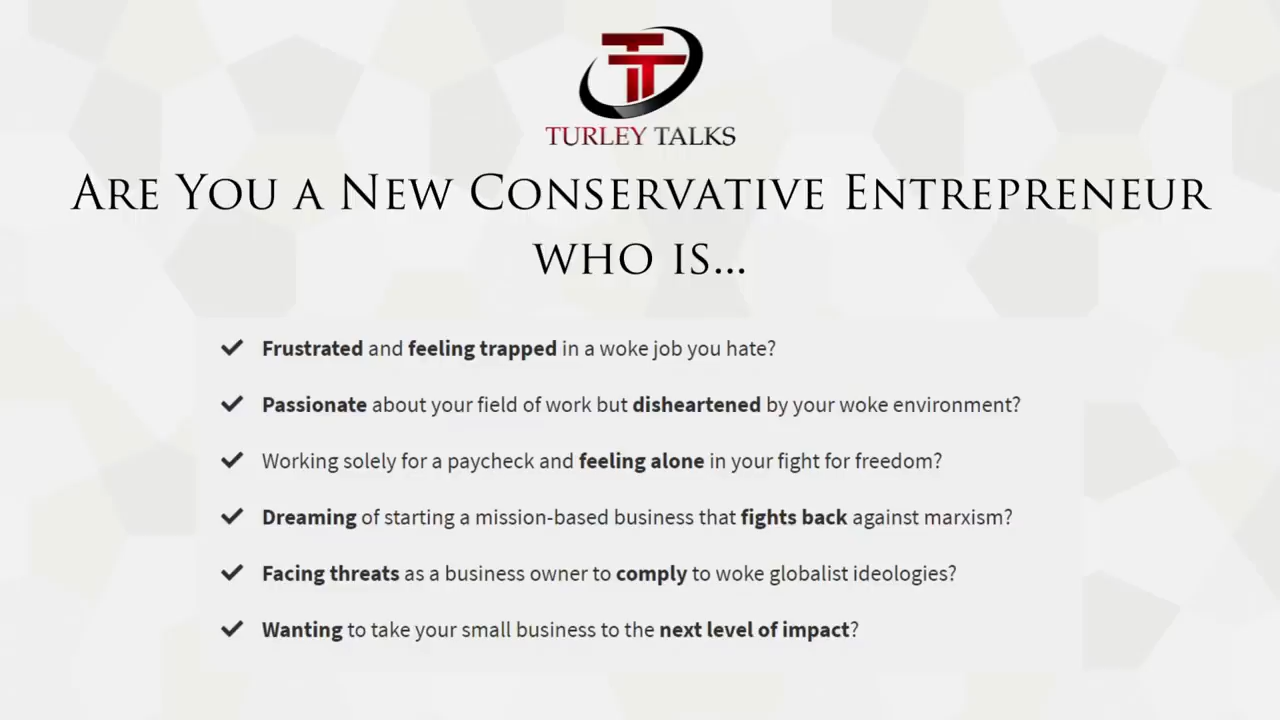 TT
TURLEY TALKS
ARE YOU A NEW CONSERVATIVE ENTREPRENEUR
WHO IS...
Frustrated and feeling trapped in a woke job you hate?
Passionate about your field of work but disheartened by your woke environment?
Working solely for a paycheck and feeling alone in your fight for freedom?
Dreaming of starting a mission-based business that fights back against marxism?
Facing threats as a business owner to comply to woke globalist ideologies?
Wanting to take your small business to the next level of impact?